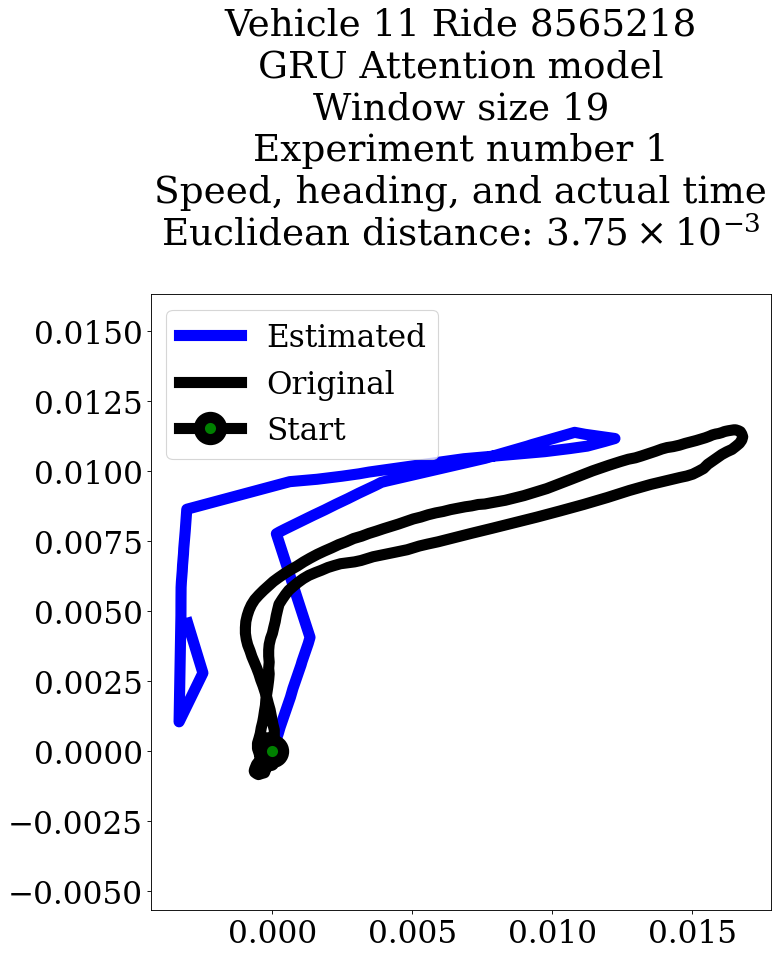 Vehicle 11 Ride 8565218
GRU Attention model
Window size 19
Experiment number 1
Speed, heading, and actual time
Euclidean distance: 3.75 × 10⁻³
Estimated
Original
Start
0.0150
0.0125
0.0100
0.0075
0.0050
0.0025
0.0000
−0.0025
−0.0050
0.000 0.005 0.010 0.015